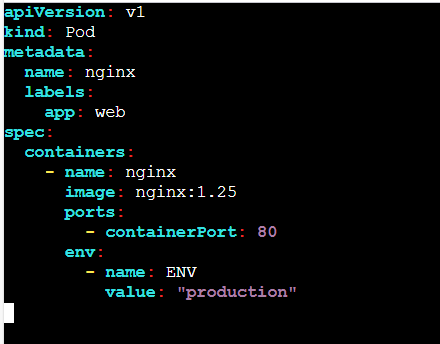 apiVersion: v1
kind: Pod
metadata:
  name: nginx
  labels:
    app: web
spec:
  containers:
    - name: nginx
      image: nginx:1.25
      ports:
        - containerPort: 80
      env:
        - name: ENV
          value: "production"